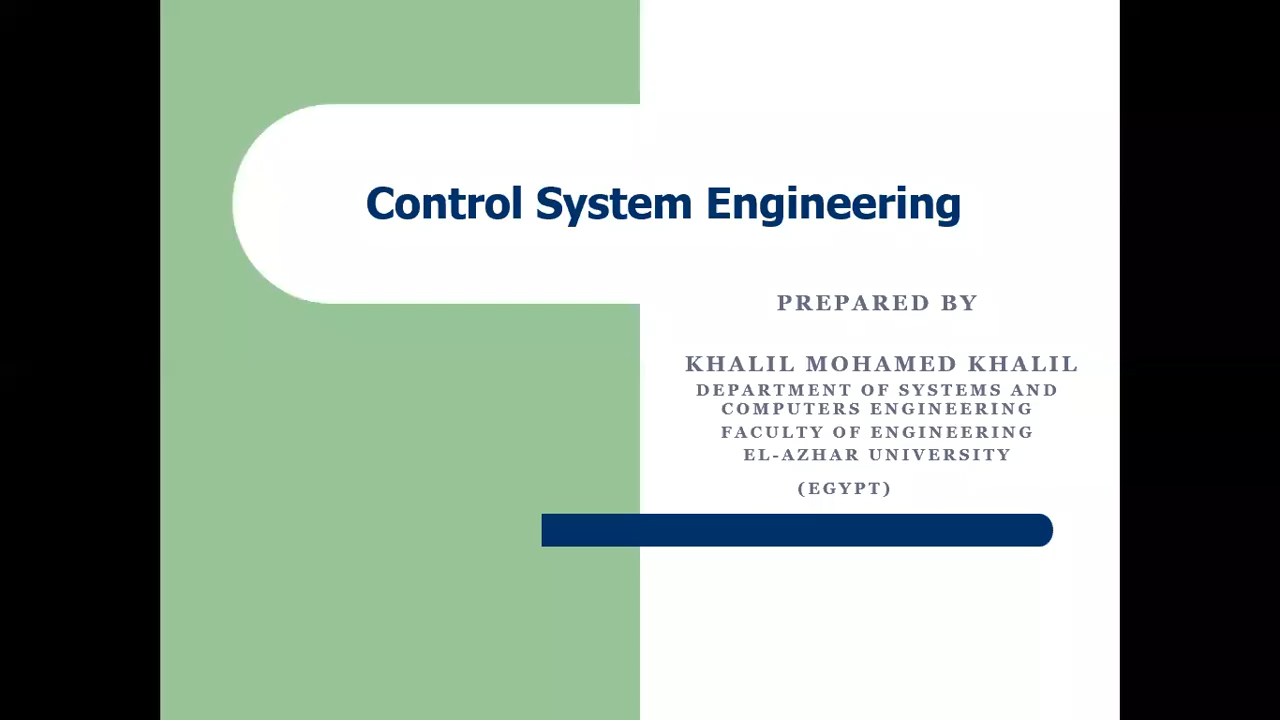 Control System Engineering
PREPARED BY
KHALIL MOHAMED KHALIL
DEPARTMENT OF SYSTEMS AND
COMPUTERS ENGINEERING
FACULTY OF ENGINEERING
EL-AZHAR UNIVERSITY
(EGYPT)